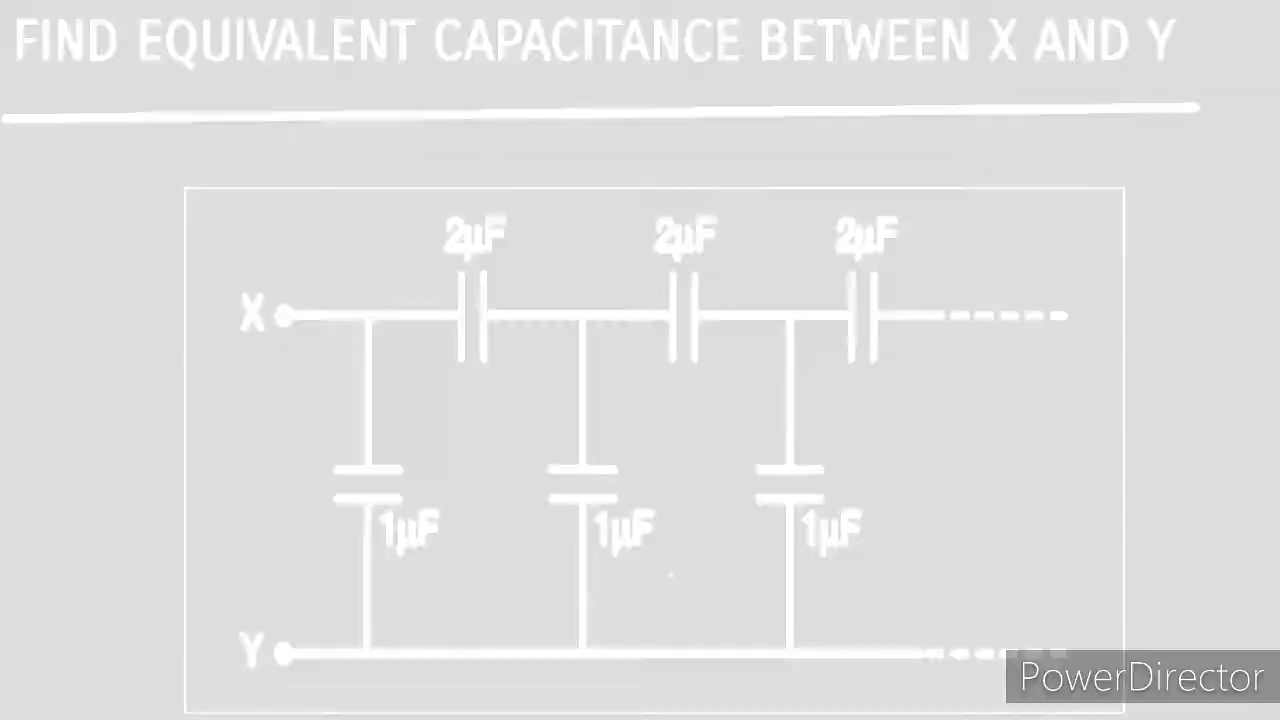 FIND EQUIVALENT CAPACITANCE BETWEEN X AND Y
2μF 2μF 2μF
X
1μF 1μF 1μF
Y
PowerDirector